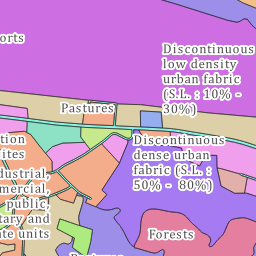 orts
Discontinuous
low density
urban fabric
(S.L. : 10% -
30%)
Pastures
Discontinuous
dense urban
fabric (S.L. :
50% - 80%)
tion
ites
dustrial,
mercial,
public,
tary and
te units
Forests